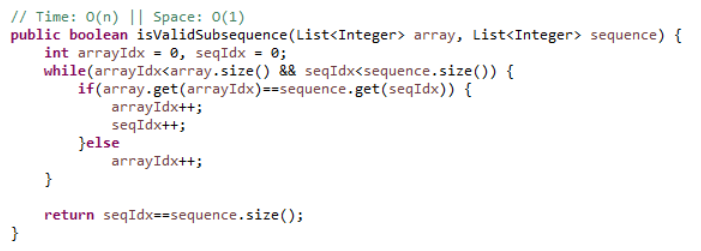 // Time: O(n) || Space: O(1)
public boolean isValidSubsequence(List<Integer> array, List<Integer> sequence) {
    int arrayIdx = 0, seqIdx = 0;
    while(arrayIdx<array.size() && seqIdx<sequence.size()) {
        if(array.get(arrayIdx)==sequence.get(seqIdx)) {
            arrayIdx++;
            seqIdx++;
        }else
            arrayIdx++;
    }

    return seqIdx==sequence.size();
}